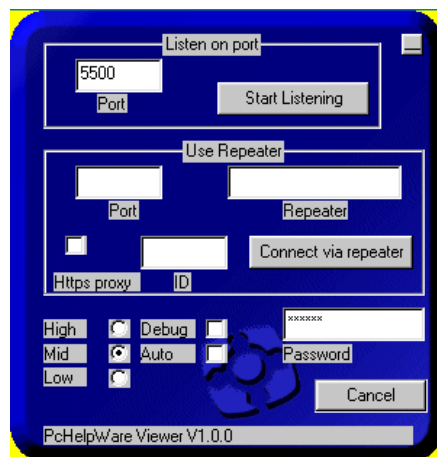 Listen on port
5500
Port
Start Listening
Use Repeater
Port
Repeater
Https proxy
ID
Connect via repeater
High
Debug
xxxxxx
Mid
Auto
Password
Low
Cancel
PcHelpWare Viewer V1.0.0